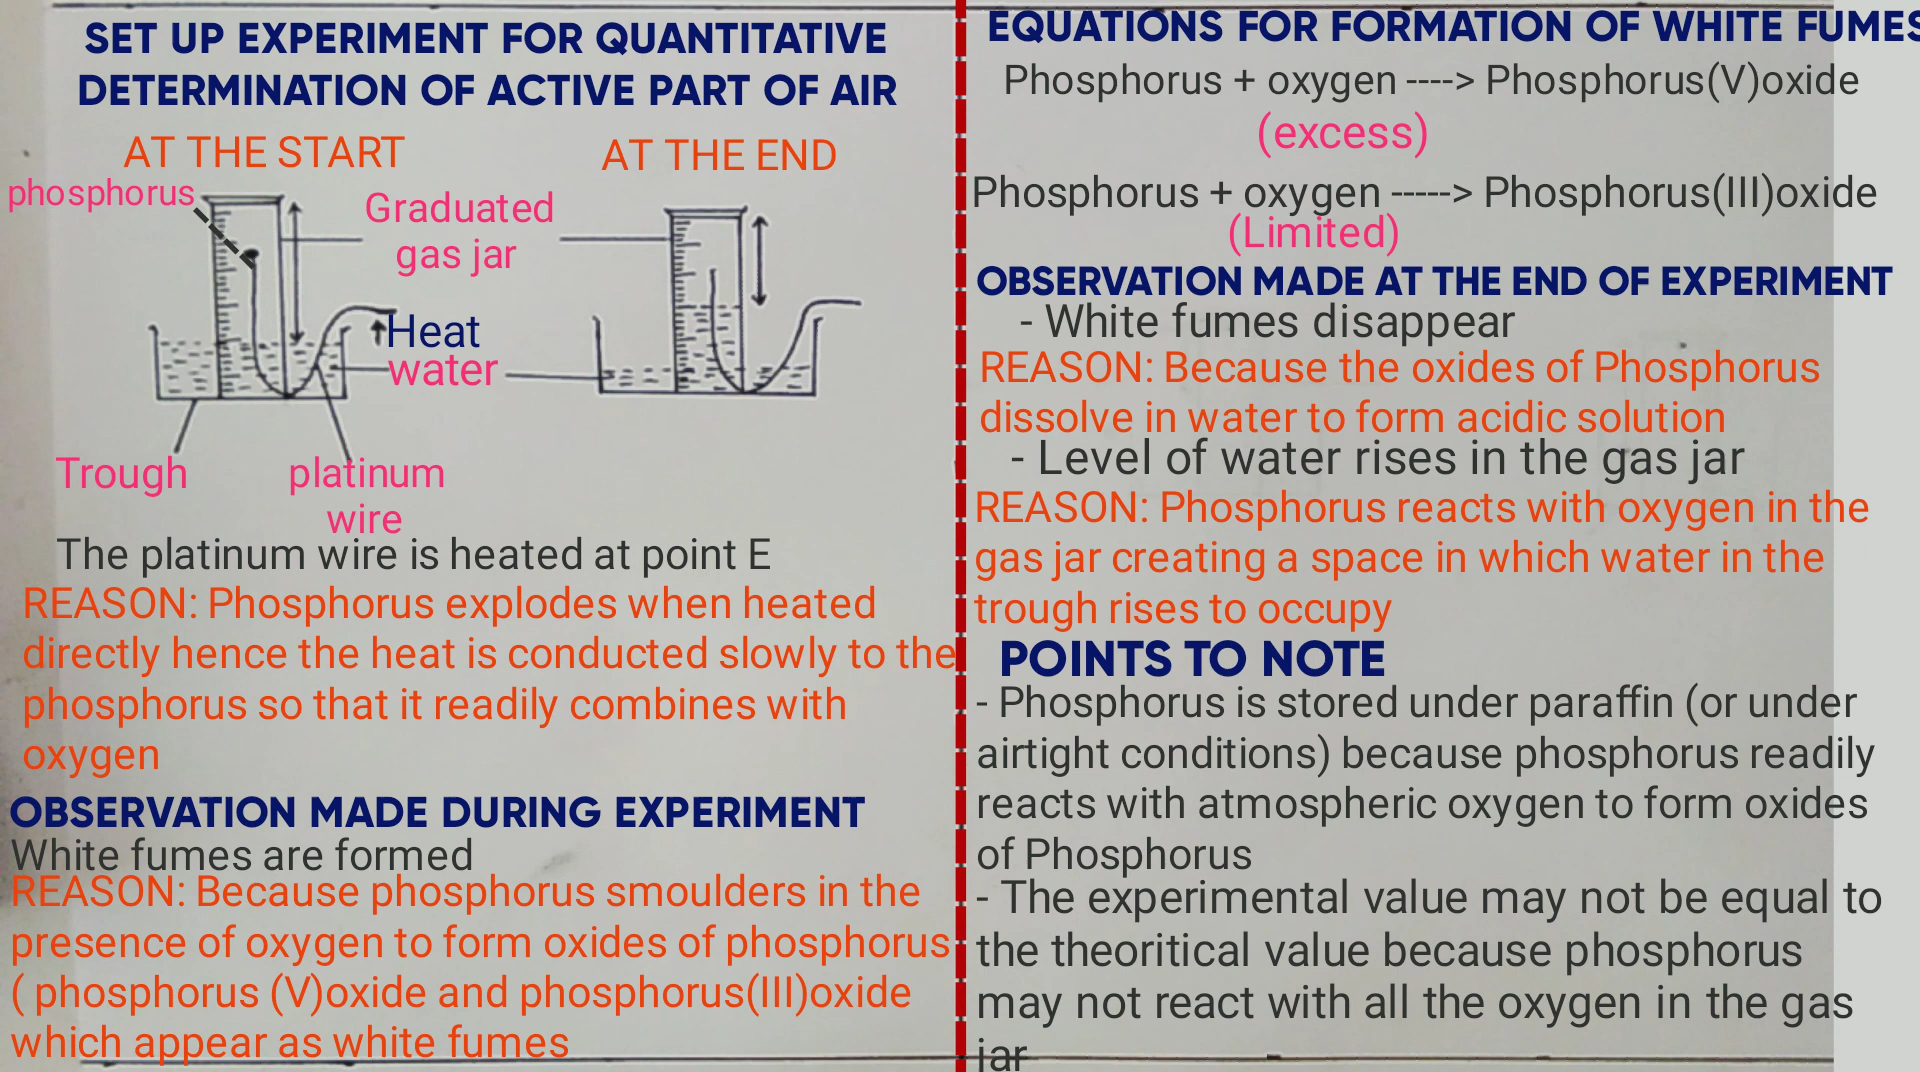 SET UP EXPERIMENT FOR QUANTITATIVE
DETERMINATION OF ACTIVE PART OF AIR
AT THE START
AT THE END
phosphorus
Graduated
gas jar
Heat
water
Trough
platinum
wire
The platinum wire is heated at point E
REASON: Phosphorus explodes when heated
directly hence the heat is conducted slowly to the
phosphorus so that it readily combines with
oxygen
OBSERVATION MADE DURING EXPERIMENT
White fumes are formed
REASON: Because phosphorus smoulders in the
presence of oxygen to form oxides of phosphorus
( phosphorus (V)oxide and phosphorus(III)oxide
which appear as white fumes
EQUATIONS FOR FORMATION OF WHITE FUMES
Phosphorus + oxygen ----> Phosphorus(V)oxide
(excess)
Phosphorus + oxygen -----> Phosphorus(III)oxide
(Limited)
OBSERVATION MADE AT THE END OF EXPERIMENT
- White fumes disappear
REASON: Because the oxides of Phosphorus
dissolve in water to form acidic solution
- Level of water rises in the gas jar
REASON: Phosphorus reacts with oxygen in the
gas jar creating a space in which water in the
trough rises to occupy
POINTS TO NOTE
- Phosphorus is stored under paraffin (or under
airtight conditions) because phosphorus readily
reacts with atmospheric oxygen to form oxides
of Phosphorus
- The experimental value may not be equal to
the theoritical value because phosphorus
may not react with all the oxygen in the gas
jar